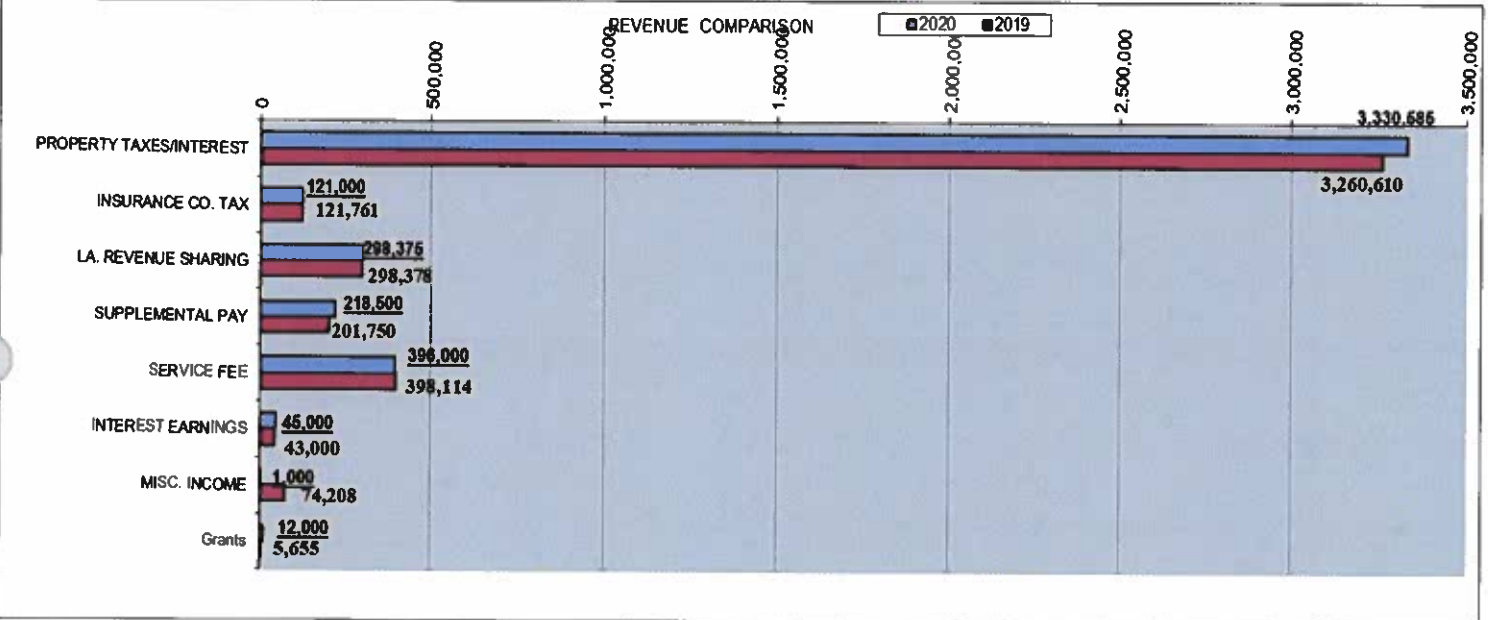 REVENUE COMPARISON
2020 2019
0 500,000 1,000,000 1,500,000 2,000,000 2,500,000 3,000,000 3,500,000
PROPERTY TAXES/INTEREST 3,330,685
3,260,610
INSURANCE CO. TAX 121,000
121,761
LA. REVENUE SHARING 298,375
298,378
SUPPLEMENTAL PAY 218,500
201,750
SERVICE FEE 396,000
398,114
INTEREST EARNINGS 45,000
43,000
MISC. INCOME 1,000
74,208
Grants 12,000
5,655